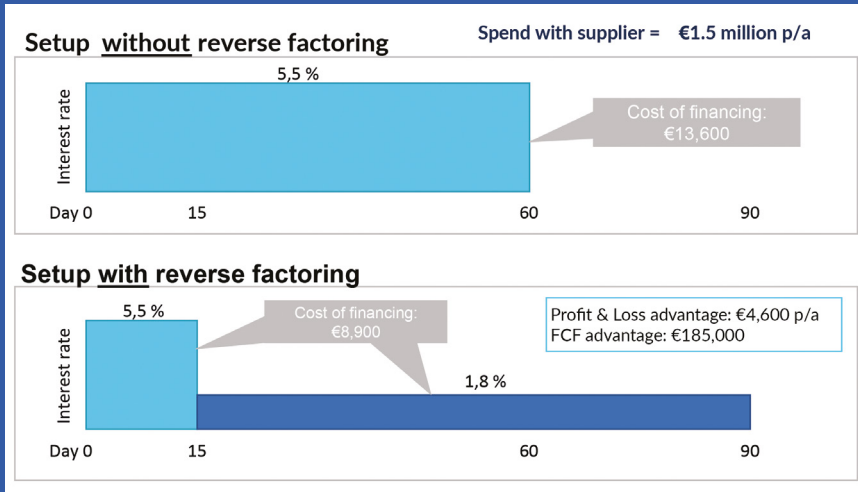 Setup without reverse factoring
Spend with supplier = €1.5 million p/a
5,5 %
Interest rate
Cost of financing:
€13,600
Day 0 15 60 90
Setup with reverse factoring
5,5 %
Cost of financing:
€8,900
Profit & Loss advantage: €4,600 p/a
FCF advantage: €185,000
Interest rate
1,8 %
Day 0 15 60 90